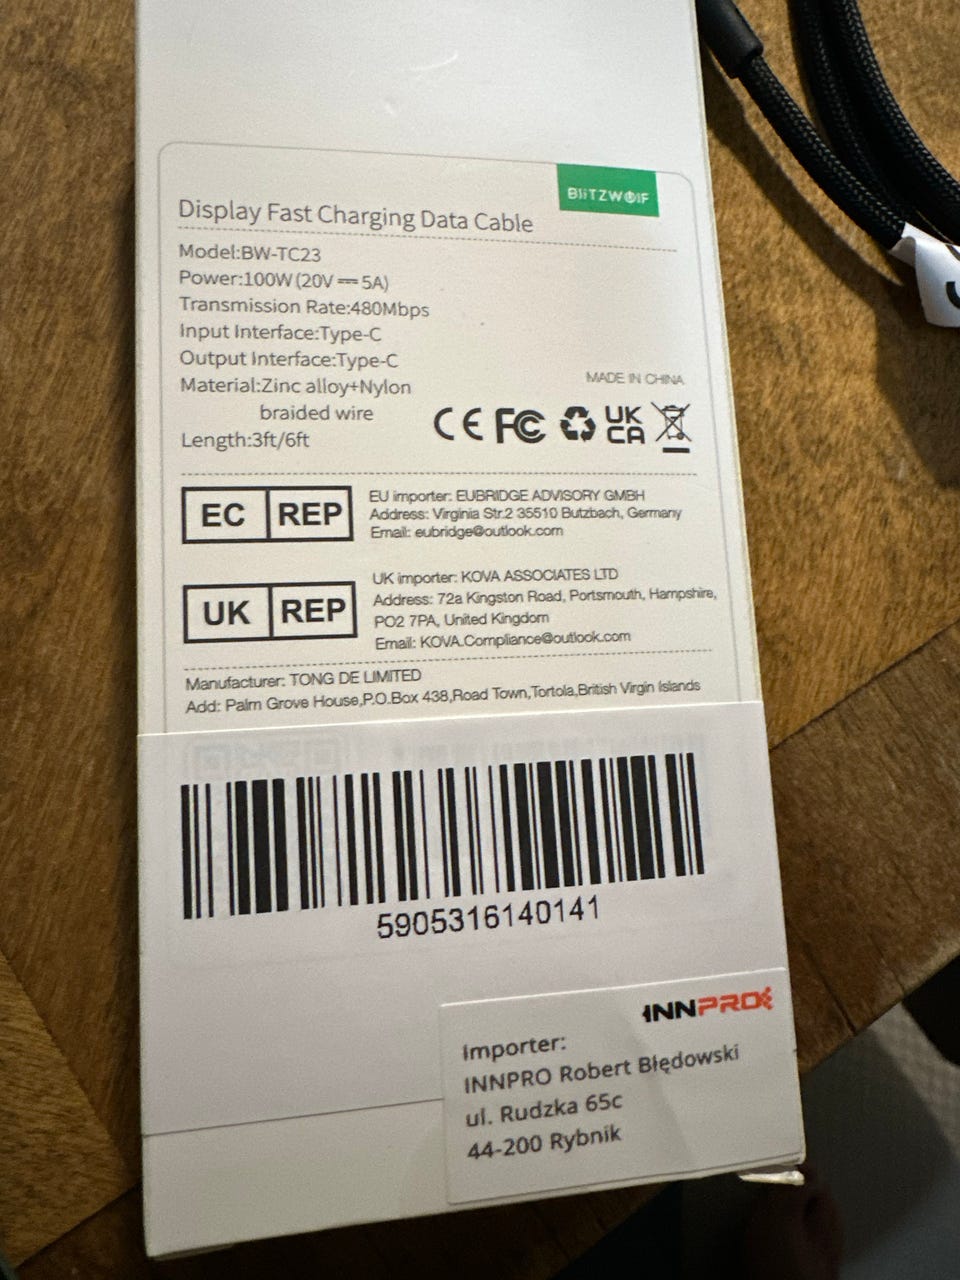 BlitzWolf
Display Fast Charging Data Cable
Model:BW-TC23
Power:100W(20V⎓5A)
Transmission Rate:480Mbps
Input Interface:Type-C
Output Interface:Type-C
Material:Zinc alloy+Nylon
braided wire
Length:3ft/6ft
MADE IN CHINA
CE FC UK
CA
EC REP
EU importer: EUBRIDGE ADVISORY GMBH
Address: Virginia Str.2 35510 Butzbach, Germany
Email: eubridge@outlook.com
UK REP
UK importer: KOVA ASSOCIATES LTD
Address: 72a Kingston Road, Portsmouth, Hampshire,
PO2 7PA, United Kingdom
Email: KOVA.Compliance@outlook.com
Manufacturer: TONG DE LIMITED
Add: Palm Grove House,P.O.Box 438,Road Town,Tortola,British Virgin Islands
5905316140141
INNPRO
Importer:
INNPRO Robert Błędowski
ul. Rudzka 65c
44-200 Rybnik